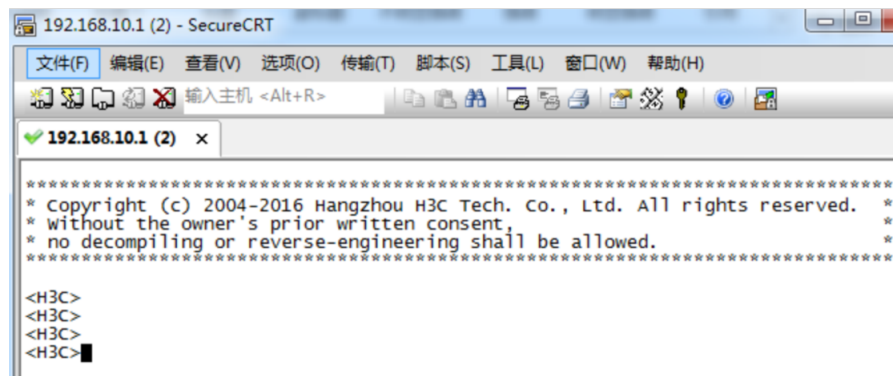 192.168.10.1 (2) - SecureCRT
文件(F) 编辑(E) 查看(V) 选项(O) 传输(T) 脚本(S) 工具(L) 窗口(W) 帮助(H)
输入主机 <Alt+R>
192.168.10.1 (2) x
******************************************************************************
* Copyright (c) 2004-2016 Hangzhou H3C Tech. Co., Ltd. All rights reserved. *
* Without the owner's prior written consent, *
* no decompiling or reverse-engineering shall be allowed. *
******************************************************************************
<H3C>
<H3C>
<H3C>
<H3C>